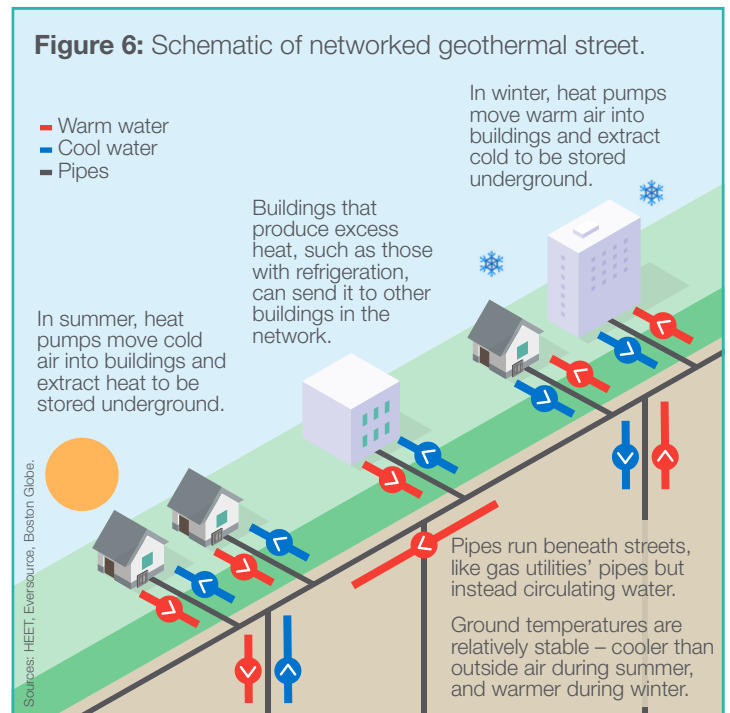 Figure 6: Schematic of networked geothermal street.
Warm water
Cool water
Pipes
In winter, heat pumps
move warm air into
buildings and extract
cold to be stored
underground.
Buildings that
produce excess
heat, such as those
with refrigeration,
can send it to other
buildings in the
network.
In summer, heat
pumps move cold
air into buildings and
extract heat to be
stored underground.
Pipes run beneath streets,
like gas utilities’ pipes but
instead circulating water.
Ground temperatures are
relatively stable – cooler than
outside air during summer,
and warmer during winter.
Sources: HEET, Eversource, Boston Globe.